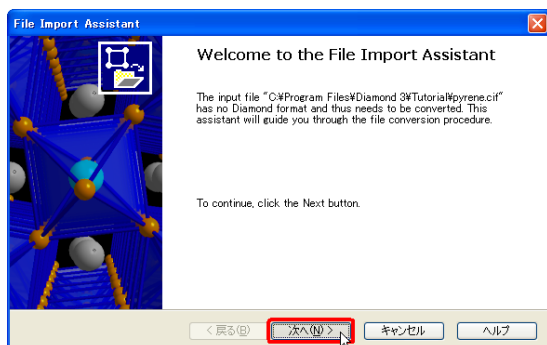 File Import Assistant
Welcome to the File Import Assistant
The input file "C:¥Program Files¥Diamond 3¥Tutorial¥pyrene.cif"
has no Diamond format and thus needs to be converted. This
assistant will guide you through the file conversion procedure.
To continue, click the Next button.
< 戻る(B) 次へ(N) > キャンセル ヘルプ